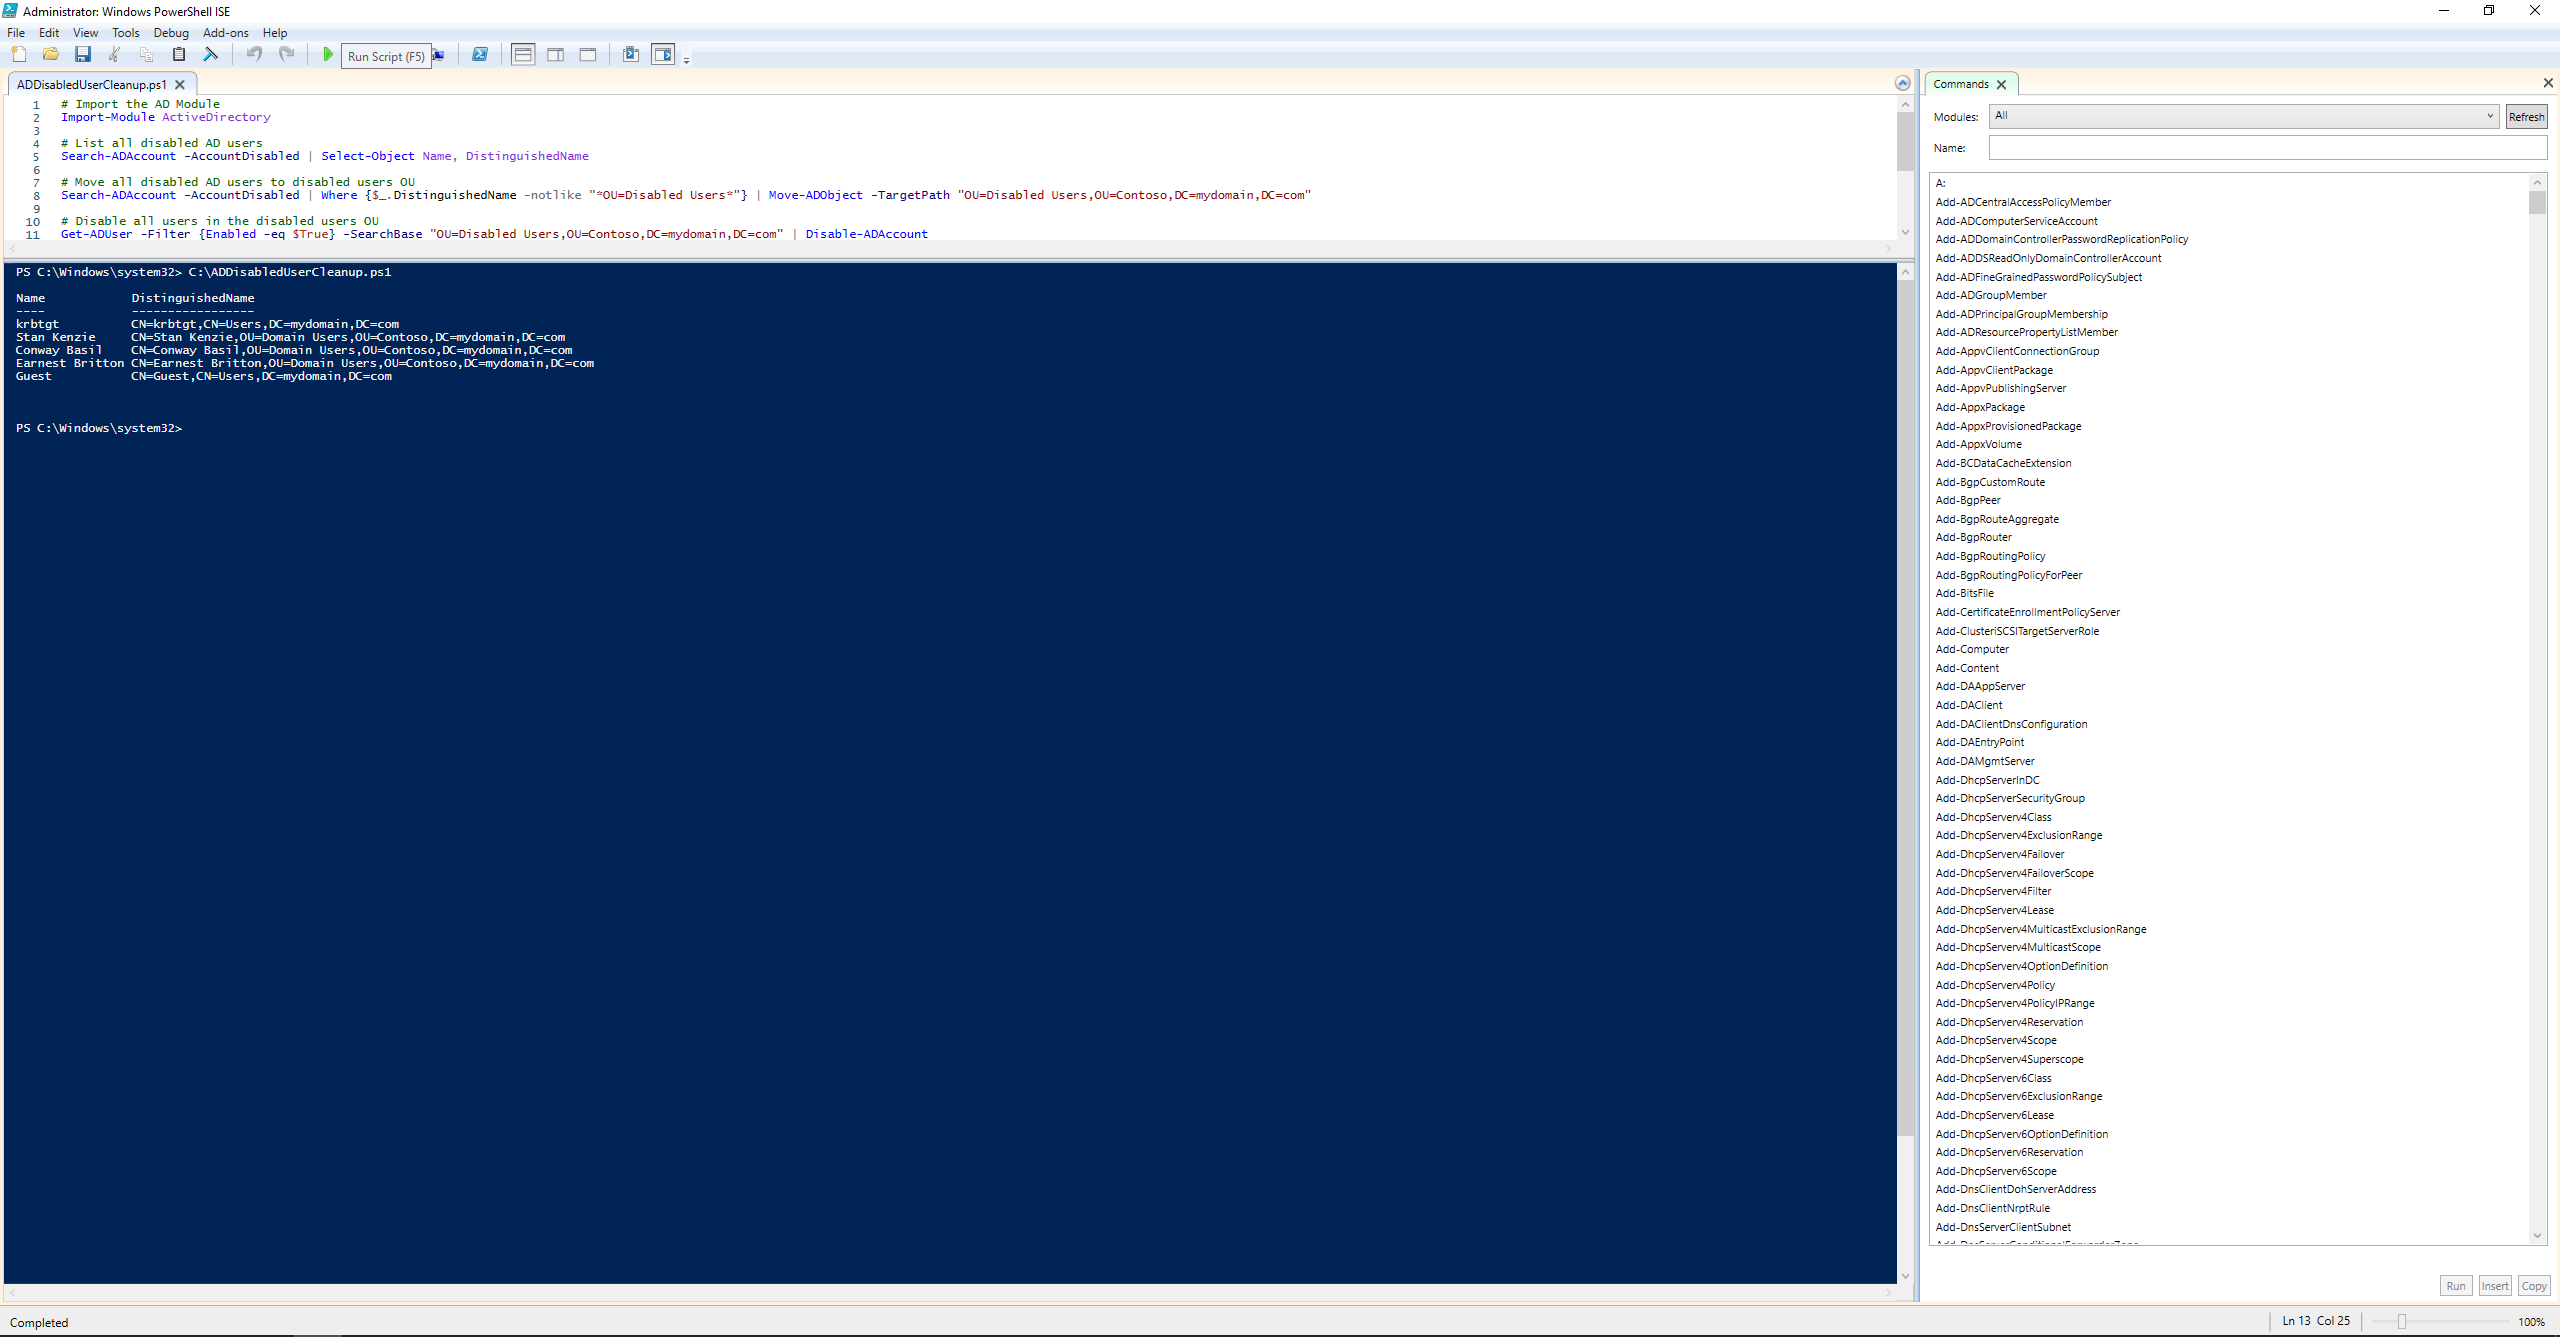 Administrator: Windows PowerShell ISE
File Edit View Tools Debug Add-ons Help
Run Script (F5)
ADDisabledUserCleanup.ps1
1 # Import the AD Module
2 Import-Module ActiveDirectory
3
4 # List all disabled AD users
5 Search-ADAccount -AccountDisabled | Select-Object Name, DistinguishedName
6
7 # Move all disabled AD users to disabled users OU
8 Search-ADAccount -AccountDisabled | Where {$_.DistinguishedName -notlike "*OU=Disabled Users*"} | Move-ADObject -TargetPath "OU=Disabled Users,OU=Contoso,DC=mydomain,DC=com"
9
10 # Disable all users in the disabled users OU
11 Get-ADUser -Filter {Enabled -eq $True} -SearchBase "OU=Disabled Users,OU=Contoso,DC=mydomain,DC=com" | Disable-ADAccount
PS C:\Windows\system32> C:\ADDisabledUserCleanup.ps1
Name DistinguishedName
---- -----------------
krbtgt CN=krbtgt,CN=Users,DC=mydomain,DC=com
Stan Kenzie CN=Stan Kenzie,OU=Domain Users,OU=Contoso,DC=mydomain,DC=com
Conway Basil CN=Conway Basil,OU=Domain Users,OU=Contoso,DC=mydomain,DC=com
Earnest Britton CN=Earnest Britton,OU=Domain Users,OU=Contoso,DC=mydomain,DC=com
Guest CN=Guest,CN=Users,DC=mydomain,DC=com
PS C:\Windows\system32>
Commands
Modules: All Refresh
Name:
A:
Add-ADCentralAccessPolicyMember
Add-ADComputerServiceAccount
Add-ADDomainControllerPasswordReplicationPolicy
Add-ADDSReadOnlyDomainControllerAccount
Add-ADFineGrainedPasswordPolicySubject
Add-ADGroupMember
Add-ADPrincipalGroupMembership
Add-ADResourcePropertyListMember
Add-AppvClientConnectionGroup
Add-AppvClientPackage
Add-AppvPublishingServer
Add-AppxPackage
Add-AppxProvisionedPackage
Add-AppxVolume
Add-BCDataCacheExtension
Add-BgpCustomRoute
Add-BgpPeer
Add-BgpRouteAggregate
Add-BgpRouter
Add-BgpRoutingPolicy
Add-BgpRoutingPolicyForPeer
Add-BitsFile
Add-CertificateEnrollmentPolicyServer
Add-ClusteriSCSITargetServerRole
Add-Computer
Add-Content
Add-DAAppServer
Add-DAClient
Add-DAClientDnsConfiguration
Add-DAEntryPoint
Add-DAMgmtServer
Add-DhcpServerInDC
Add-DhcpServerSecurityGroup
Add-DhcpServerv4Class
Add-DhcpServerv4ExclusionRange
Add-DhcpServerv4Failover
Add-DhcpServerv4FailoverScope
Add-DhcpServerv4Filter
Add-DhcpServerv4Lease
Add-DhcpServerv4MulticastExclusionRange
Add-DhcpServerv4MulticastScope
Add-DhcpServerv4OptionDefinition
Add-DhcpServerv4Policy
Add-DhcpServerv4PolicyIPRange
Add-DhcpServerv4Reservation
Add-DhcpServerv4Scope
Add-DhcpServerv4Superscope
Add-DhcpServerv6Class
Add-DhcpServerv6ExclusionRange
Add-DhcpServerv6Lease
Add-DhcpServerv6OptionDefinition
Add-DhcpServerv6Reservation
Add-DhcpServerv6Scope
Add-DnsClientDohServerAddress
Add-DnsClientNrptRule
Add-DnsServerClientSubnet
Run Insert Copy
Completed
Ln 13 Col 25 100%